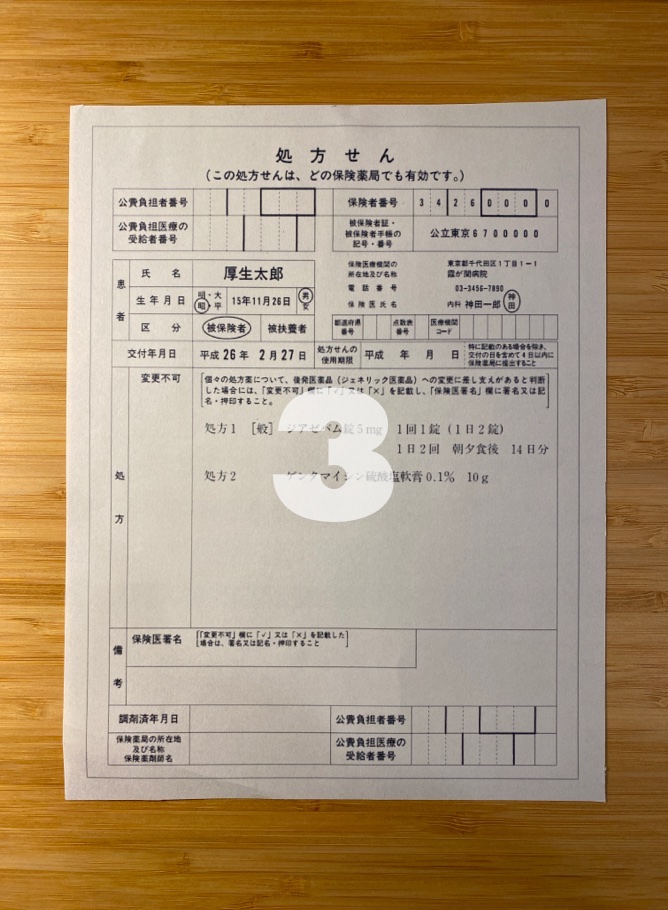 処方せん
(この処方せんは、どの保険薬局でも有効です。)
公費負担者番号
保険者番号 3 4 2 6 0 0 0 0
公費負担医療の
受給者番号
被保険者証・
被保険者手帳の
記号・番号
公立東京6700000
患者
氏名 厚生太郎
生年月日 明・大 昭・平 15年11月26日 男 女
区分 被保険者 被扶養者
保険医療機関の
所在地及び名称
東京都千代田区1丁目1ー1
霞が関病院
電話番号 03-3456-7890
保険医氏名 内科 神田一郎 神田
都道府県
番号
点数表
番号
医療機関
コード
交付年月日 平成26年 2月27日
処方せんの
使用期限
平成 年 月 日
特に記載のある場合を除き、
交付の日を含めて4日以内に
保険薬局に提出すること
処方
変更不可
個々の処方薬について、後発医薬品(ジェネリック医薬品)への変更に差し支えがあると判断
した場合には、「変更不可」欄に「✓」又は「×」を記載し、「保険医署名」欄に署名又は記
名・押印すること。
処方1 [般] ジアゼパム錠5mg 1回1錠(1日2錠)
1日2回 朝夕食後 14日分
処方2 ゲンタマイシン硫酸塩軟膏0.1% 10g
3
備考
保険医署名
「変更不可」欄に「✓」又は「×」を記載した
場合は、署名又は記名・押印すること
調剤済年月日
公費負担者番号
保険薬局の所在地
及び名称
保険薬剤師名
公費負担医療の
受給者番号